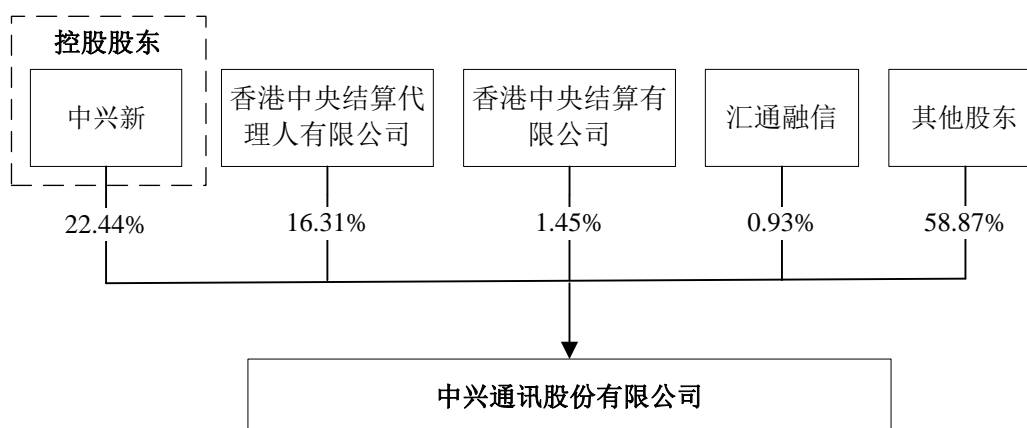 控股股东
中兴新
香港中央结算代
理人有限公司
香港中央结算有
限公司
汇通融信
其他股东
22.44%
16.31%
1.45%
0.93%
58.87%
中兴通讯股份有限公司